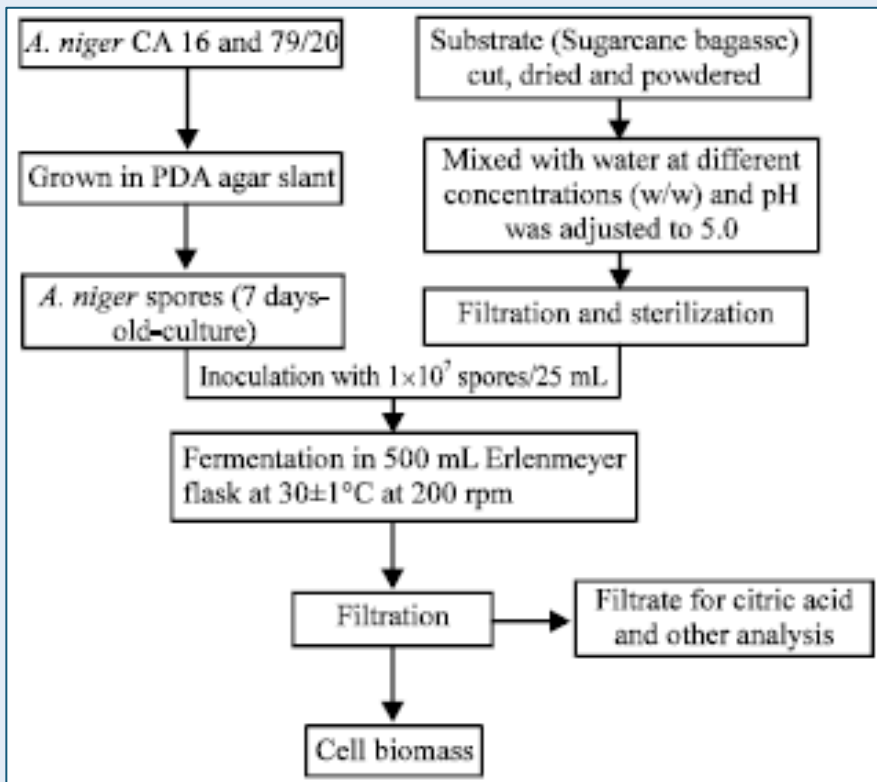 A. niger CA 16 and 79/20
Substrate (Sugarcane bagasse)
cut, dried and powdered
Grown in PDA agar slant
Mixed with water at different
concentrations (w/w) and pH
was adjusted to 5.0
A. niger spores (7 days-
old-culture)
Filtration and sterilization
Inoculation with 1×10⁷ spores/25 mL
Fermentation in 500 mL Erlenmeyer
flask at 30±1°C at 200 rpm
Filtration
Filtrate for citric acid
and other analysis
Cell biomass